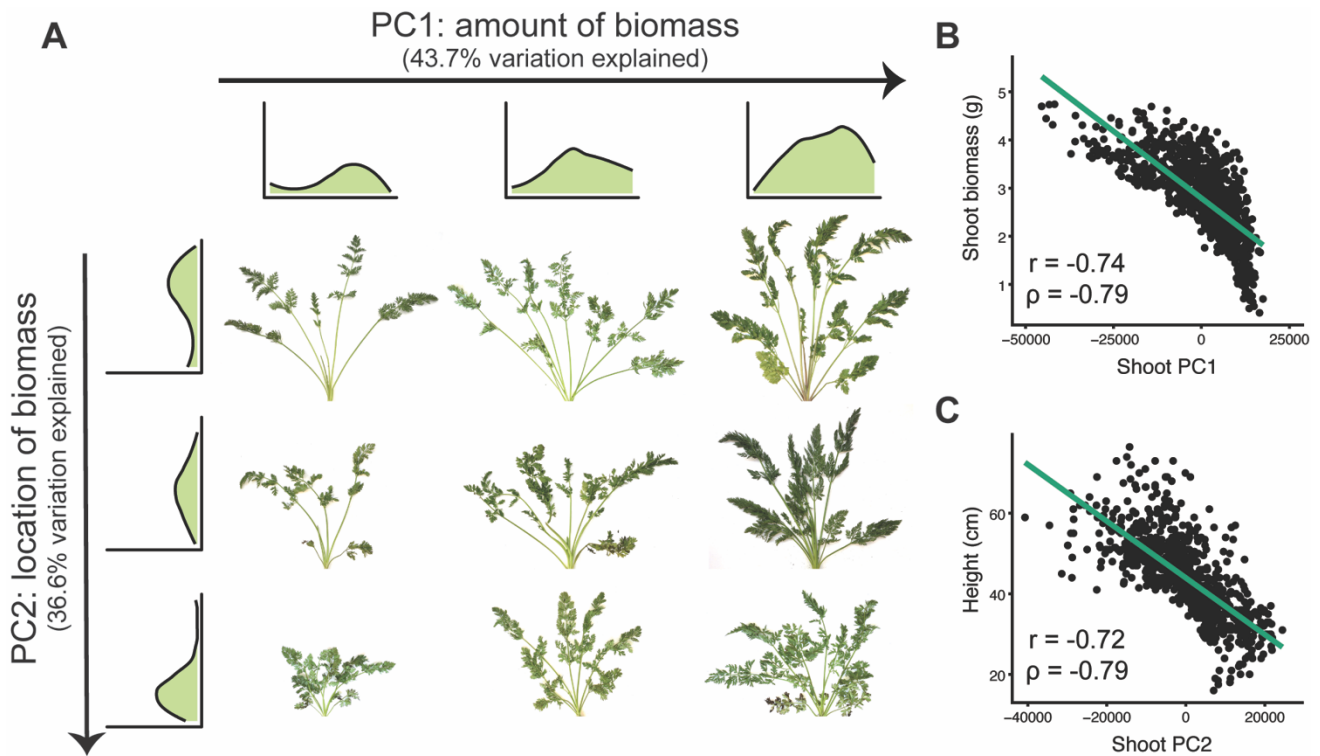 A
PC1: amount of biomass
(43.7% variation explained)
PC2: location of biomass
(36.6% variation explained)
B
Shoot biomass (g)
5
4
3
2
1
r = -0.74
ρ = -0.79
−50000 −25000 0 25000
Shoot PC1
C
Height (cm)
60
40
20
r = -0.72
ρ = -0.79
−40000 −20000 0 20000
Shoot PC2